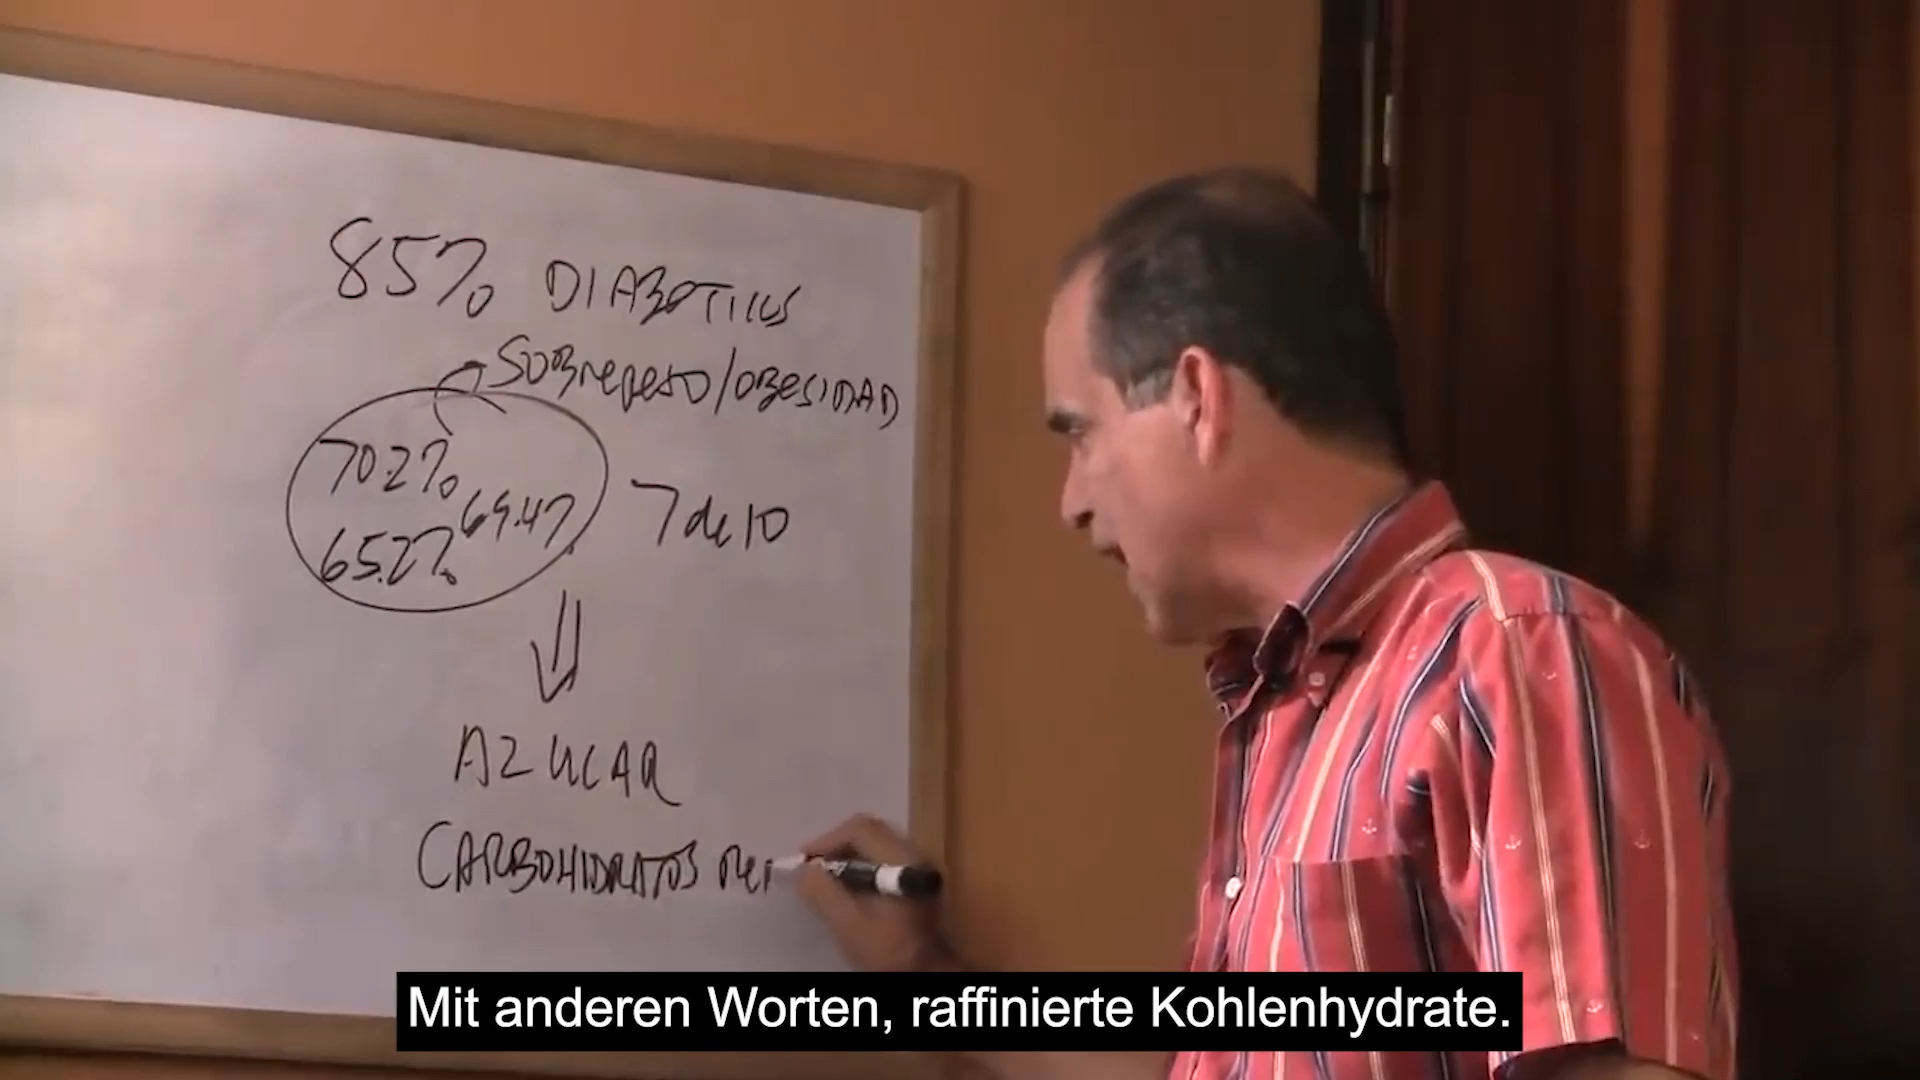 85% DIABETICOS
SOBREPESO/OBESIDAD
70.2%
69.4%
65.2%
7 de 10
AZUCAR
CARBOHIDRATOS REF
Mit anderen Worten, raffinierte Kohlenhydrate.